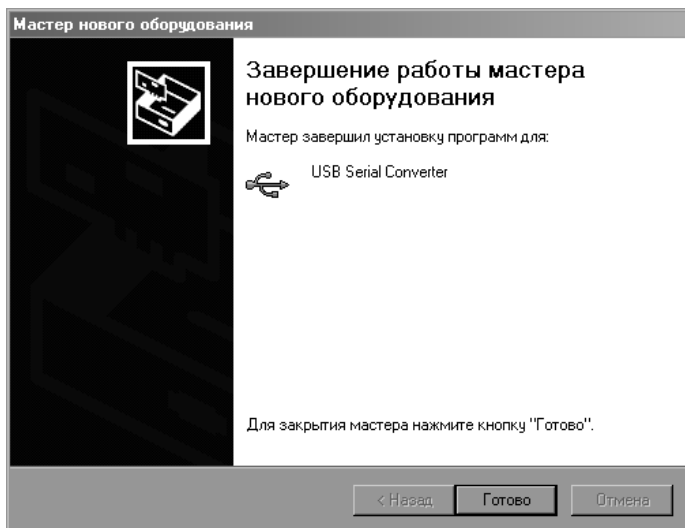 Мастер нового оборудования
Завершение работы мастера
нового оборудования
Мастер завершил установку программ для:
USB Serial Converter
Для закрытия мастера нажмите кнопку "Готово".
< Назад
Готово
Отмена